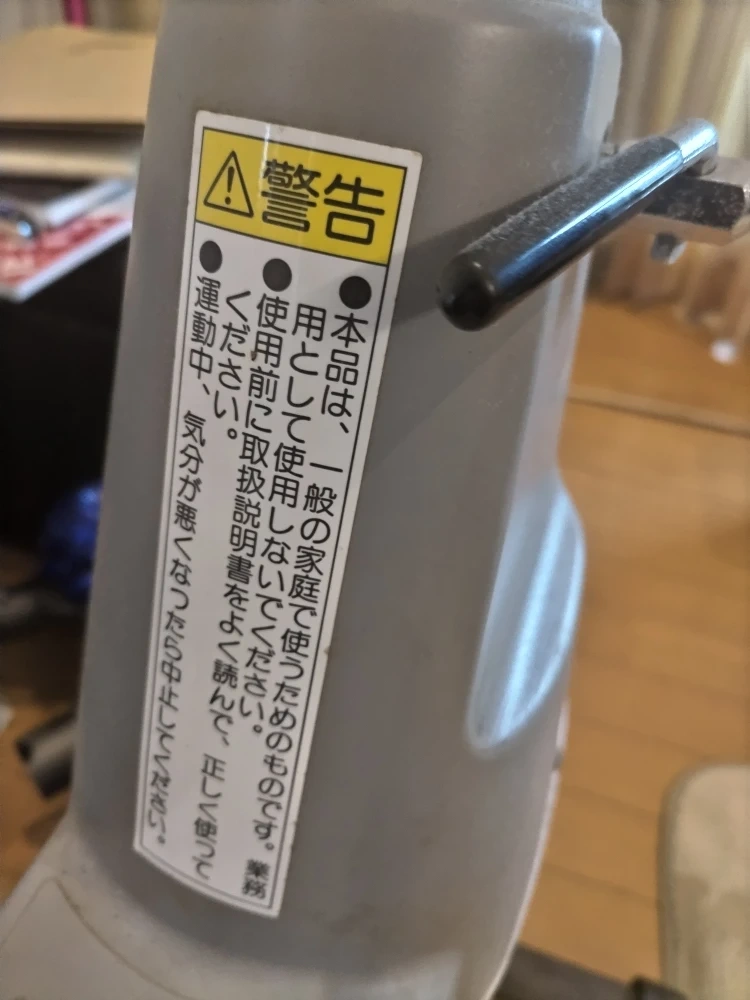 警告
●本品は、一般の家庭で使うためのものです。業務
用として使用しないでください。
●使用前に取扱説明書をよく読んで、正しく使って
ください。
●運動中、気分が悪くなったら中止してください。